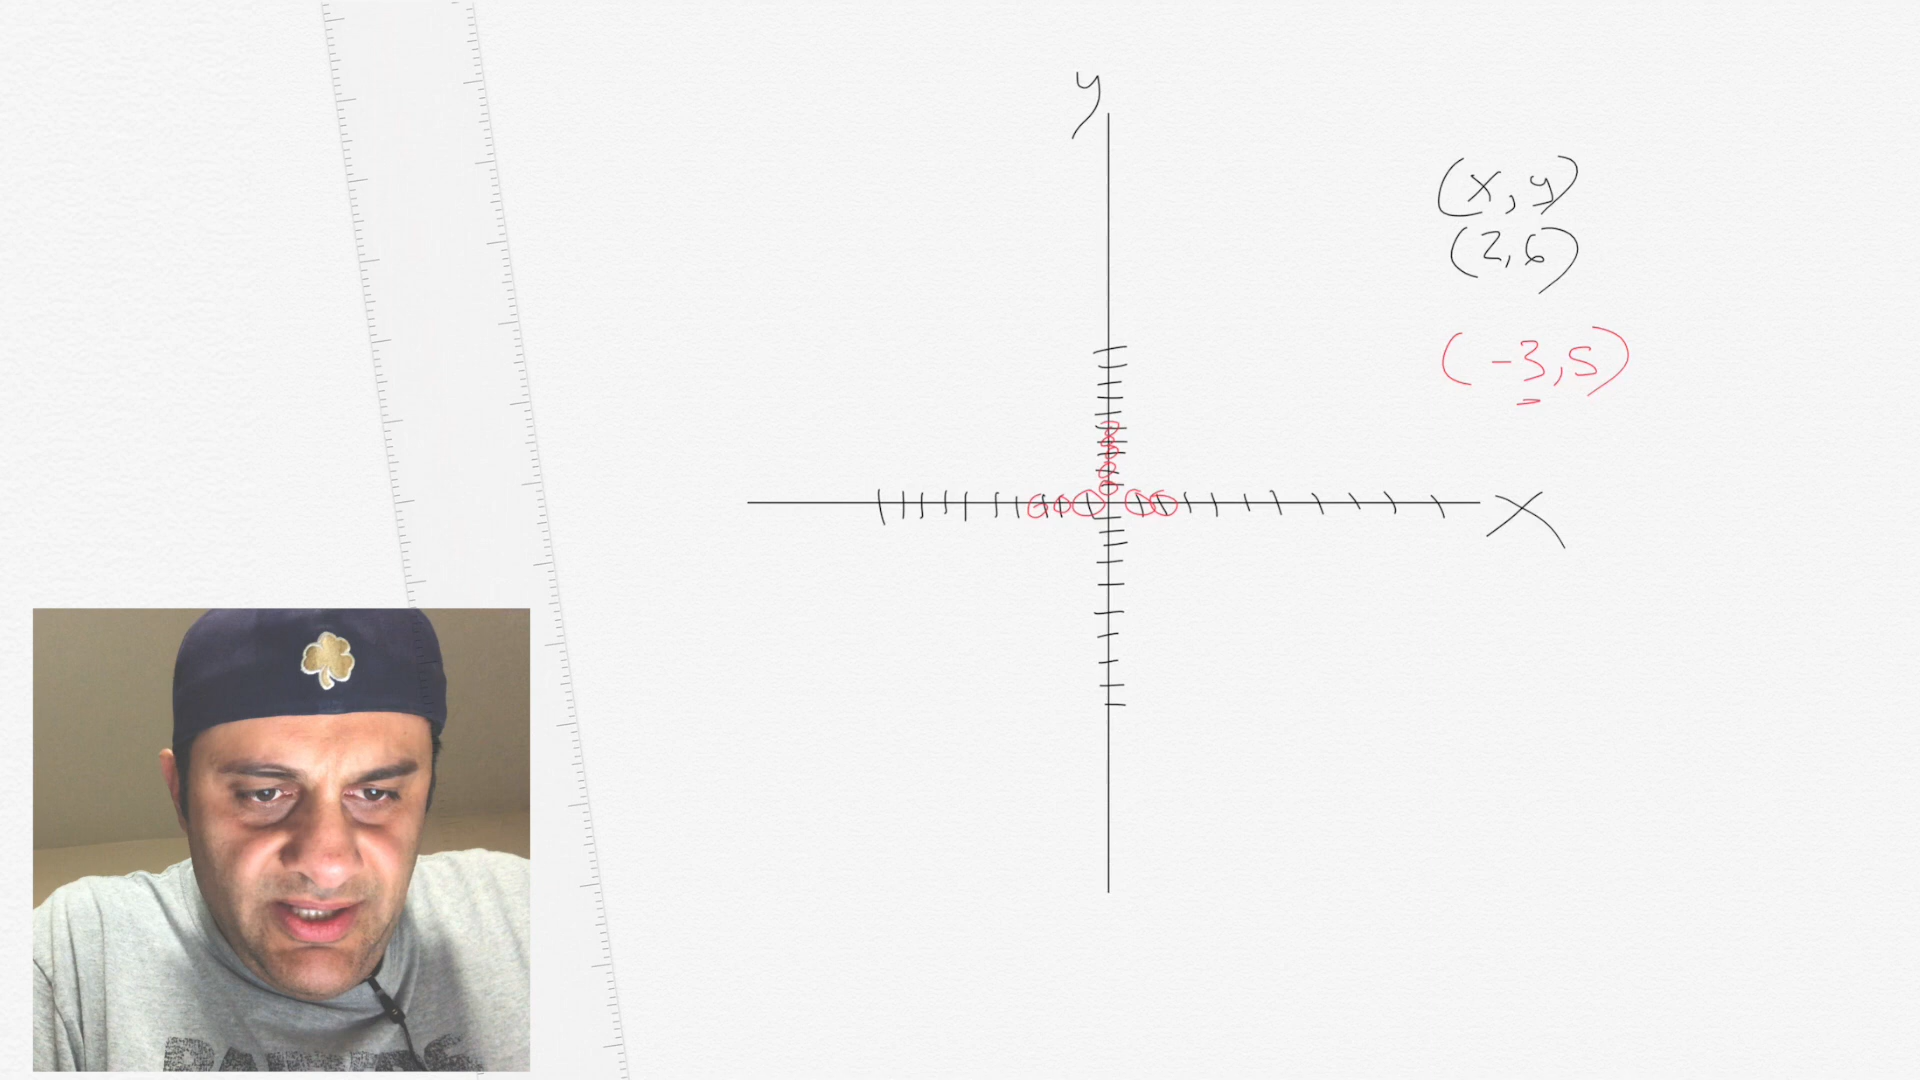 y
(x, y)
(2, 6)
(-3, 5)
X